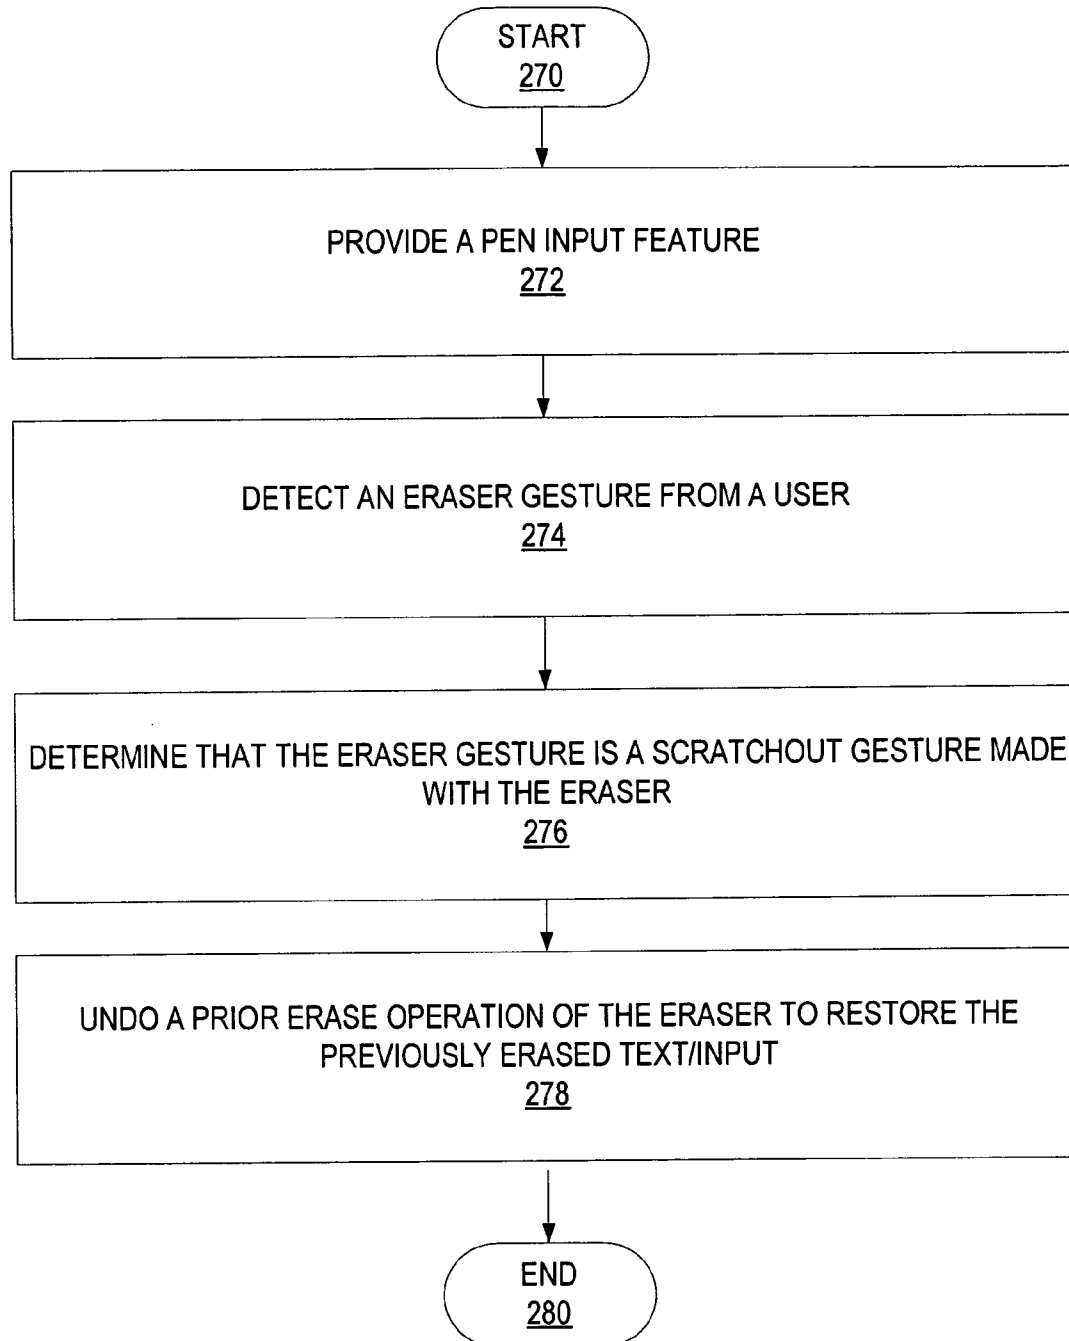 START
270
PROVIDE A PEN INPUT FEATURE
272
DETECT AN ERASER GESTURE FROM A USER
274
DETERMINE THAT THE ERASER GESTURE IS A SCRATCHOUT GESTURE MADE
WITH THE ERASER
276
UNDO A PRIOR ERASE OPERATION OF THE ERASER TO RESTORE THE
PREVIOUSLY ERASED TEXT/INPUT
278
END
280